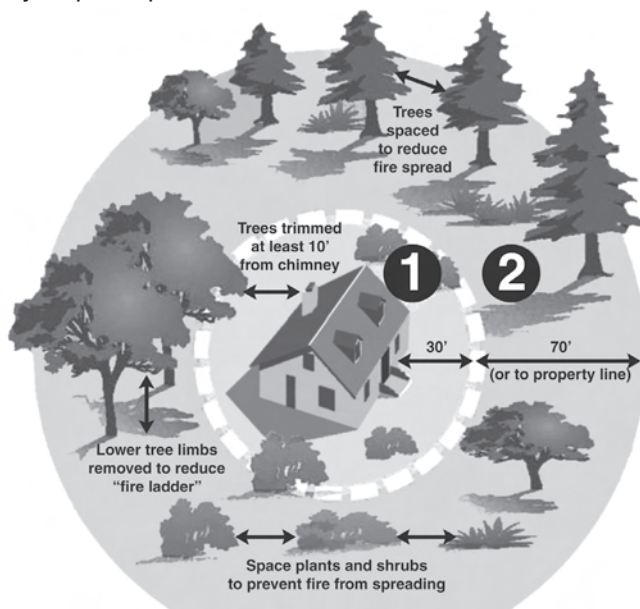 Trees
spaced
to reduce
fire spread
Trees trimmed
at least 10'
from chimney
1
2
30'
70'
(or to property line)
Lower tree limbs
removed to reduce
“fire ladder”
Space plants and shrubs
to prevent fire from spreading